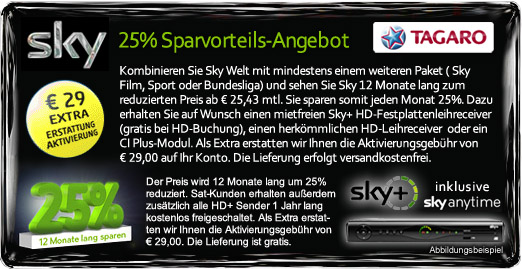 sky
25% Sparvorteils-Angebot
TAGARO
Kombinieren Sie Sky Welt mit mindestens einem weiteren Paket ( Sky
Film, Sport oder Bundesliga) und sehen Sie Sky 12 Monate lang zum
reduzierten Preis ab € 25,43 mtl. Sie sparen somit jeden Monat 25%. Dazu
erhalten Sie auf Wunsch einen mietfreien Sky+ HD-Festplattenleihreceiver
(gratis bei HD-Buchung), einen herkömmlichen HD-Leihreceiver oder ein
CI Plus-Modul. Als Extra erstatten wir Ihnen die Aktivierungsgebühr von
€ 29,00 auf Ihr Konto. Die Lieferung erfolgt versandkostenfrei.
€ 29
EXTRA
ERSTATTUNG
AKTIVIERUNG
25%
12 Monate lang sparen
Der Preis wird 12 Monate lang um 25%
reduziert. Sat-Kunden erhalten außerdem
zusätzlich alle HD+ Sender 1 Jahr lang
kostenlos freigeschaltet. Als Extra erstat-
ten wir Ihnen die Aktivierungsgebühr von
€ 29,00. Die Lieferung ist gratis.
sky+
inklusive
sky anytime
Abbildungsbeispiel